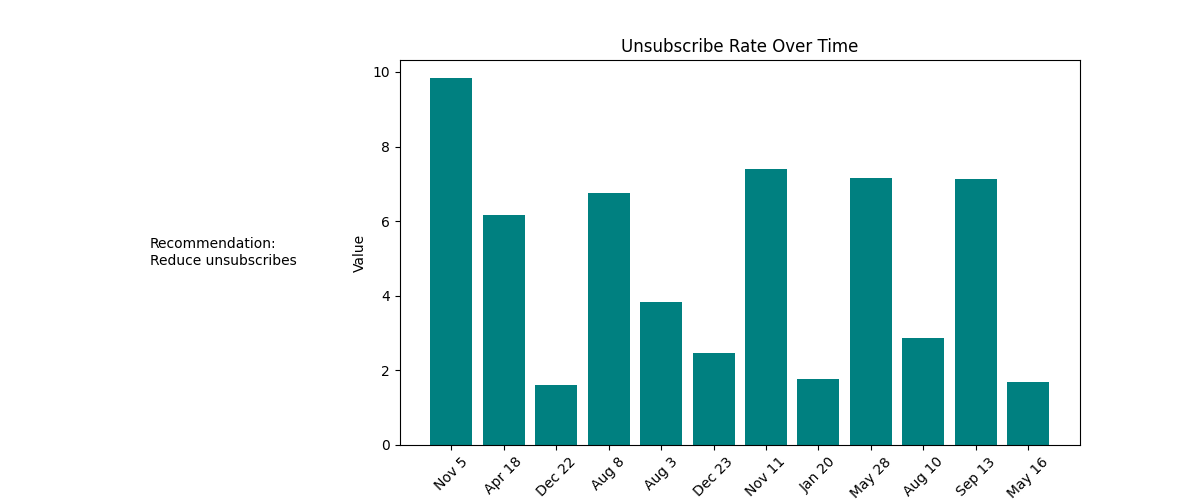 Unsubscribe Rate Over Time
Recommendation:
Reduce unsubscribes
Value
10
8
6
4
2
0
Nov 5
Apr 18
Dec 22
Aug 8
Aug 3
Dec 23
Nov 11
Jan 20
May 28
Aug 10
Sep 13
May 16